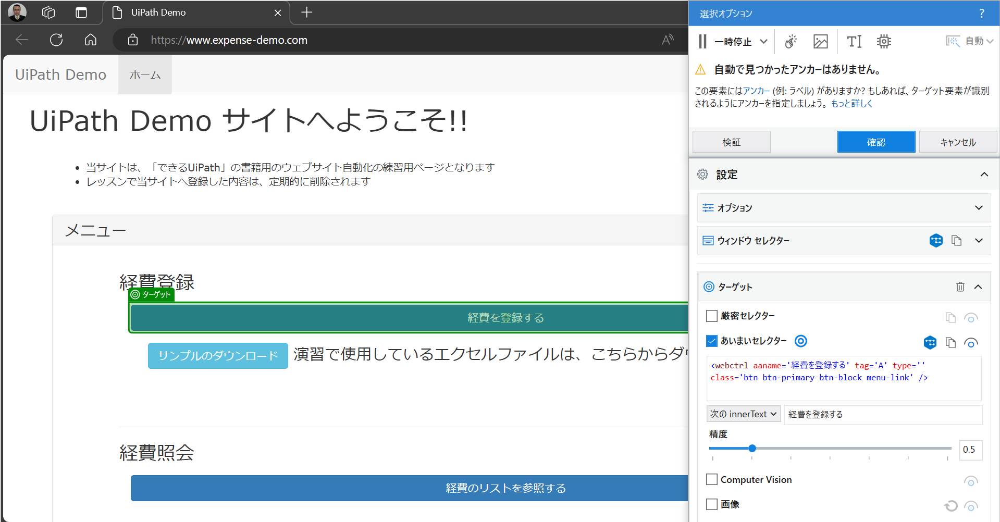 UiPath Demo
https://www.expense-demo.com
UiPath Demo
ホーム
UiPath Demo サイトへようこそ!!
当サイトは、「できるUiPath」の書籍用のウェブサイト自動化の練習用ページとなります
レッスンで当サイトへ登録した内容は、定期的に削除されます
メニュー
経費登録
ターゲット
経費を登録する
サンプルのダウンロード 演習で使用しているエクセルファイルは、こちらからダウ
経費照会
経費のリストを参照する
選択オプション ?
一時停止
自動
自動で見つかったアンカーはありません。
この要素にはアンカー (例: ラベル) がありますか? もしあれば、ターゲット要素が識別
されるようにアンカーを指定しましょう。 もっと詳しく
検証
確認
キャンセル
設定
オプション
ウィンドウ セレクター
ターゲット
厳密セレクター
あいまいセレクター
<webctrl aaname='経費を登録する' tag='A' type=''
class='btn btn-primary btn-block menu-link' />
次の innerText 経費を登録する
精度
0.5
Computer Vision
画像